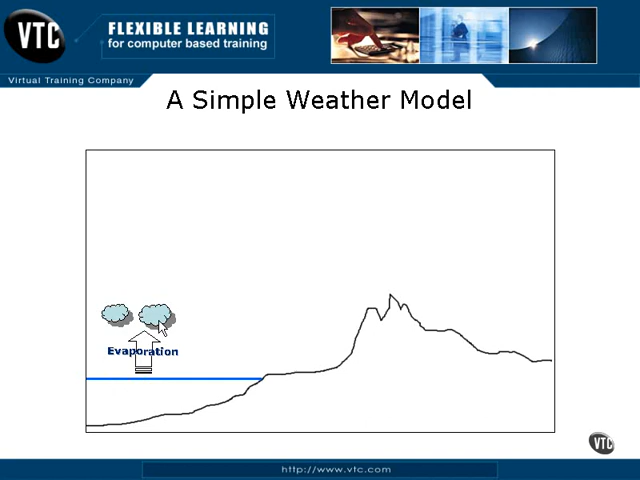 VTC
FLEXIBLE LEARNING
for computer based training
Virtual Training Company
A Simple Weather Model
Evaporation
VTC
http://www.vtc.com